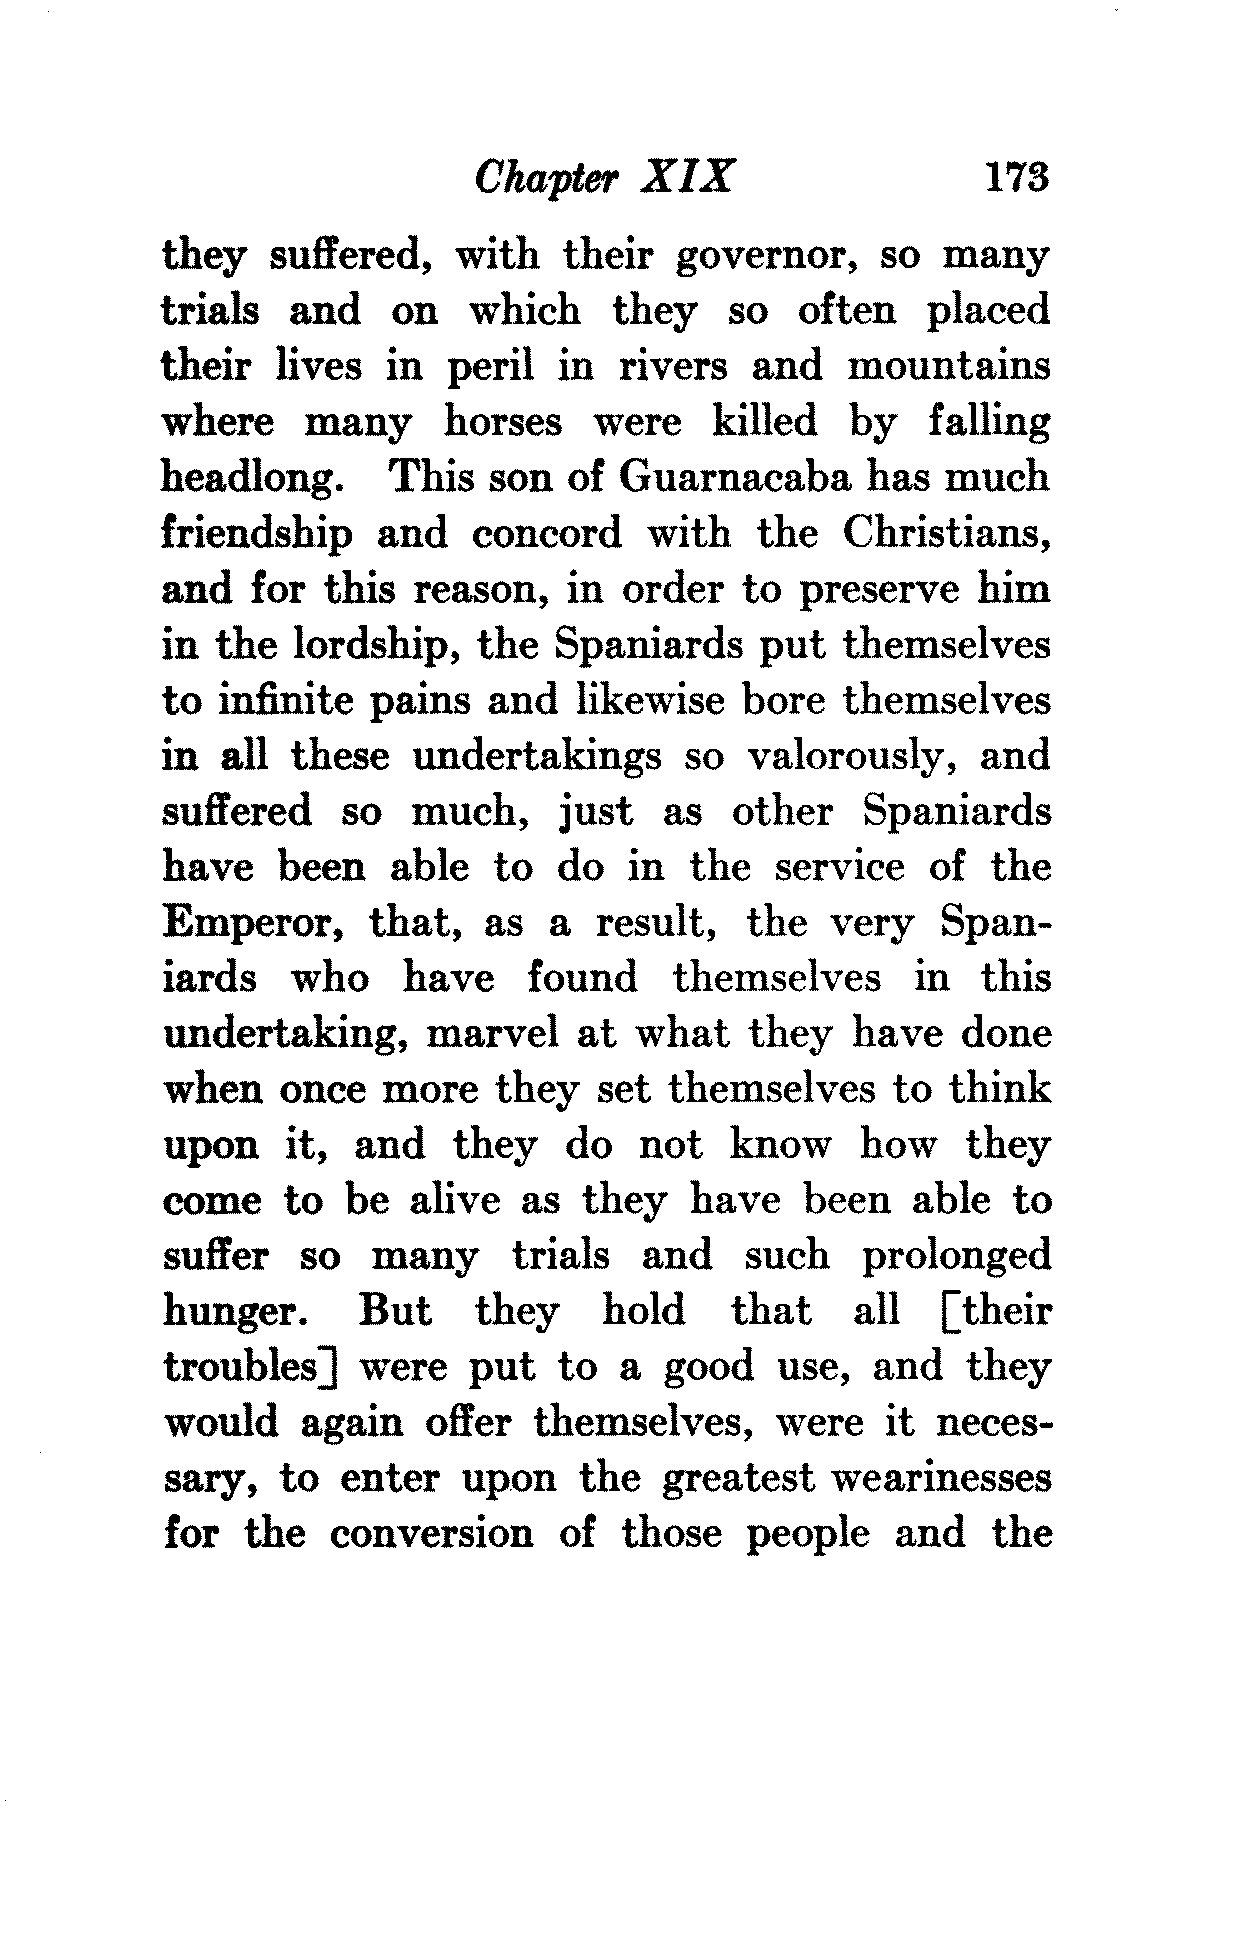 Chapter XIX 173
they suffered, with their governor, so many
trials and on which they so often placed
their lives in peril in rivers and mountains
where many horses were killed by falling
headlong. This son of Guarnacaba has much
friendship and concord with the Christians,
and for this reason, in order to preserve him
in the lordship, the Spaniards put themselves
to infinite pains and likewise bore themselves
in all these undertakings so valorously, and
suffered so much, just as other Spaniards
have been able to do in the service of the
Emperor, that, as a result, the very Span-
iards who have found themselves in this
undertaking, marvel at what they have done
when once more they set themselves to think
upon it, and they do not know how they
come to be alive as they have been able to
suffer so many trials and such prolonged
hunger. But they hold that all [their
troubles] were put to a good use, and they
would again offer themselves, were it neces-
sary, to enter upon the greatest wearinesses
for the conversion of those people and the